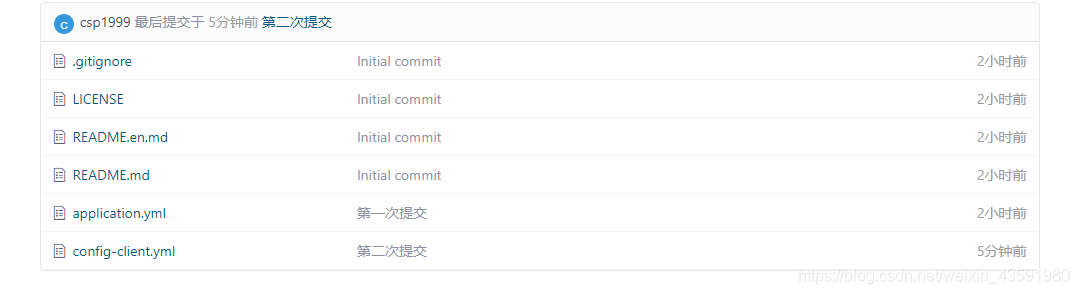 C csp1999 最后提交于 5分钟前 第二次提交
.gitignore Initial commit 2小时前
LICENSE Initial commit 2小时前
README.en.md Initial commit 2小时前
README.md Initial commit 2小时前
application.yml 第一次提交 2小时前
config-client.yml 第二次提交 5分钟前
https://blog.csdn.net/weixin_43591980